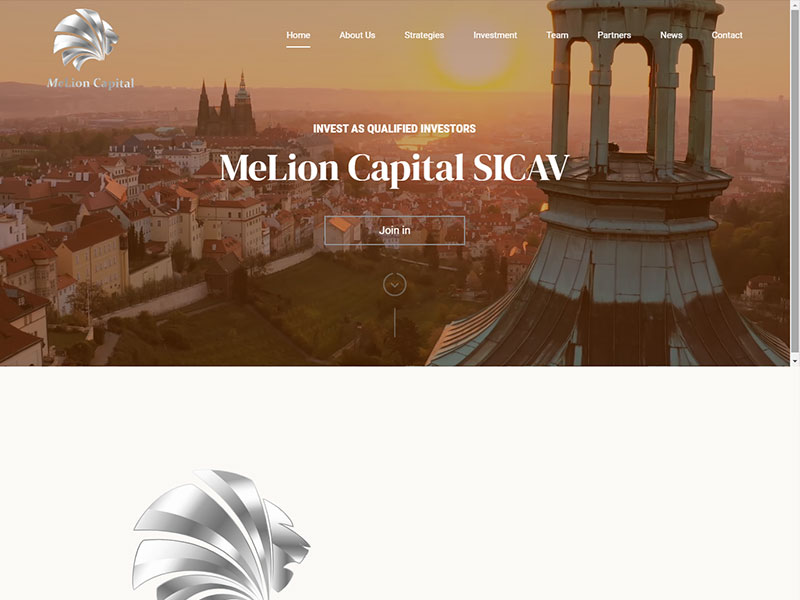 Home About Us Strategies Investment Team Partners News Contact
MeLion Capital
INVEST AS QUALIFIED INVESTORS
MeLion Capital SICAV
Join in